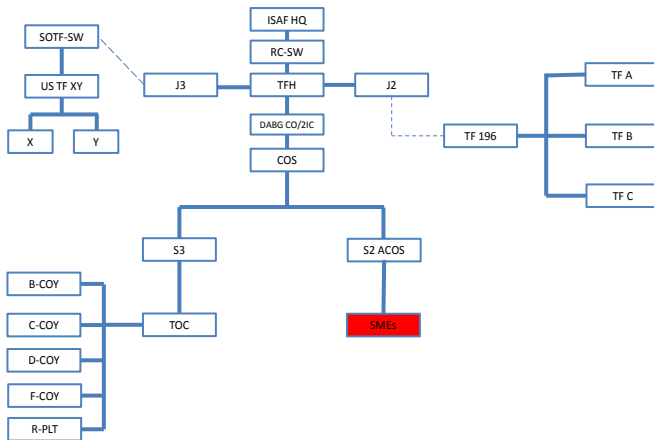 ISAF HQ
SOTF-SW
RC-SW
US TF XY
J3
TFH
J2
TF A
DABG CO/2IC
X
Y
TF 196
TF B
COS
TF C
S3
S2 ACOS
B-COY
C-COY
TOC
SMEs
D-COY
F-COY
R-PLT